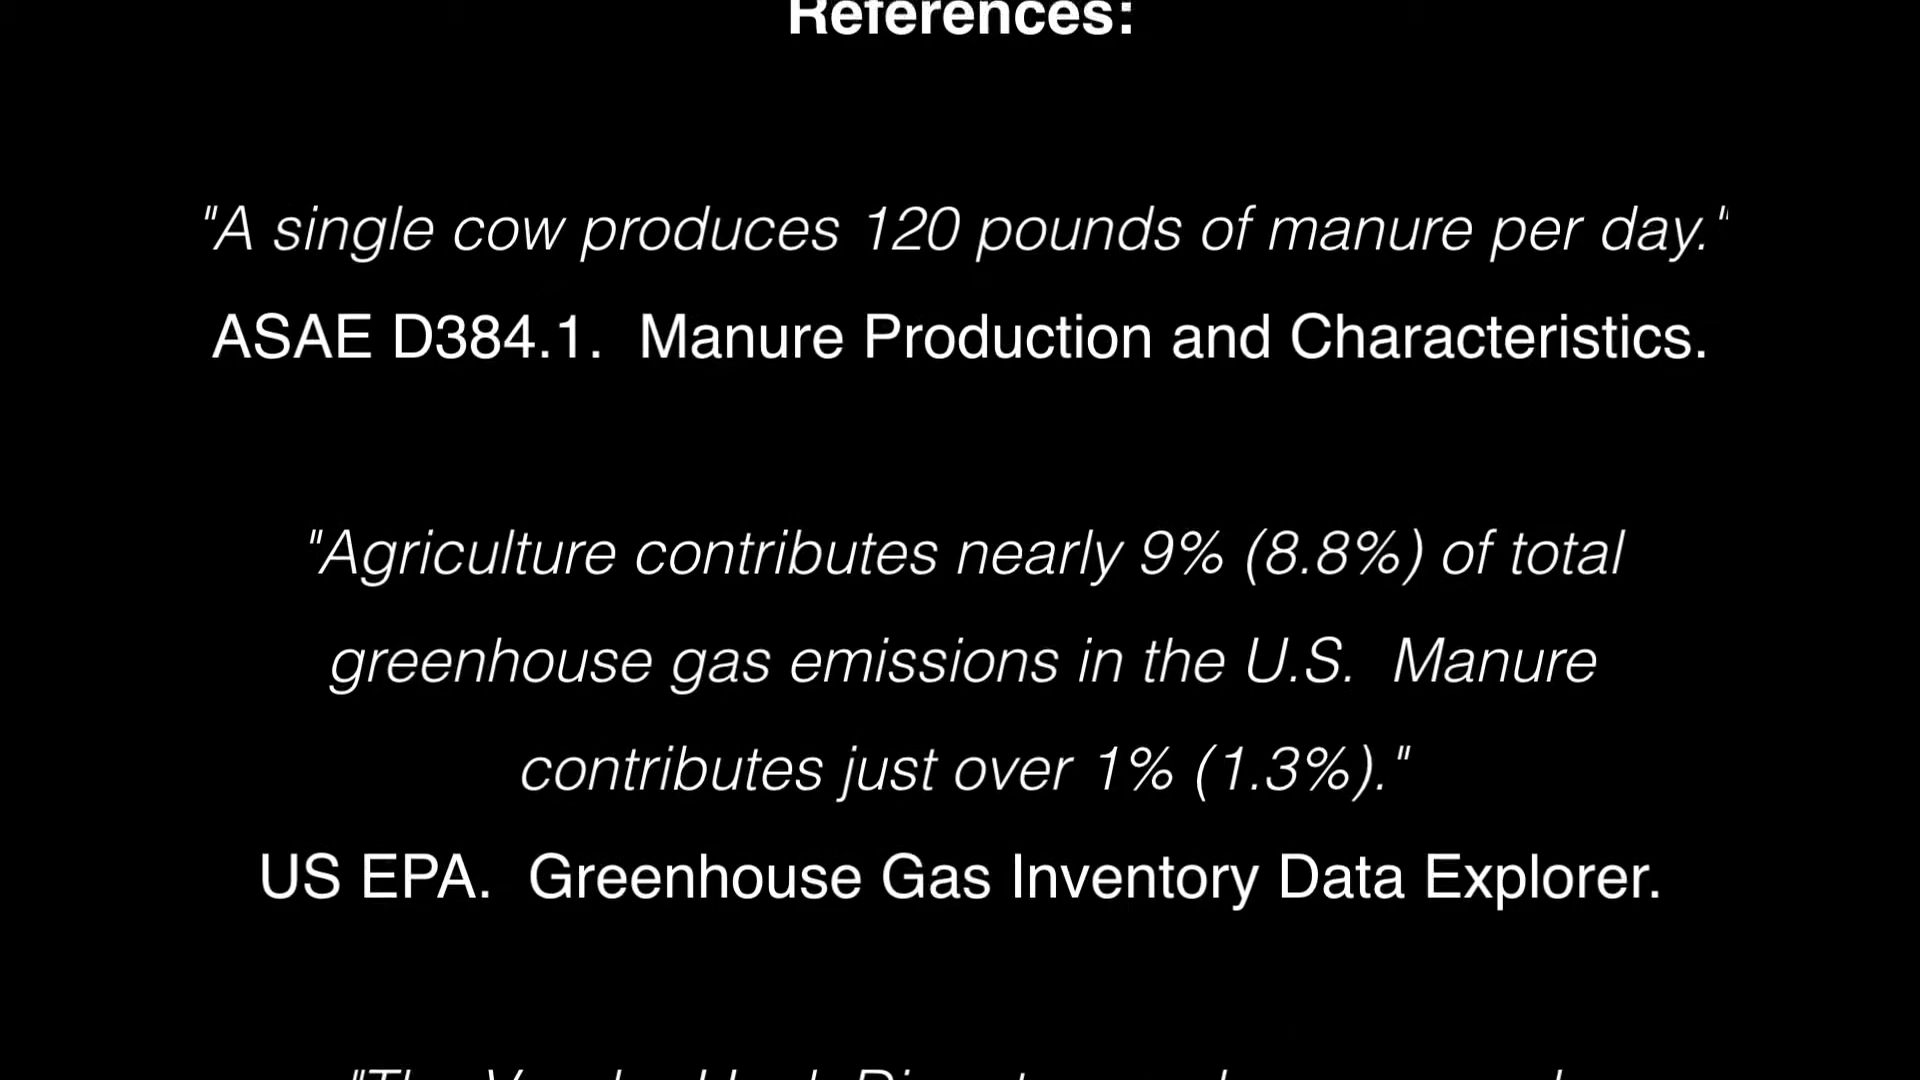 References:
"A single cow produces 120 pounds of manure per day."
ASAE D384.1.  Manure Production and Characteristics.
"Agriculture contributes nearly 9% (8.8%) of total
greenhouse gas emissions in the U.S.  Manure
contributes just over 1% (1.3%)."
US EPA.  Greenhouse Gas Inventory Data Explorer.
"The